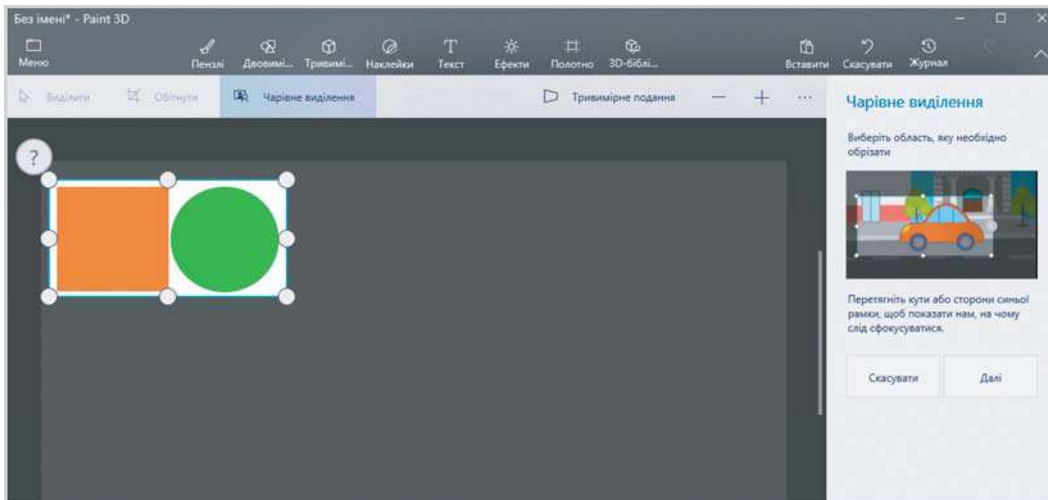 Без імені* - Paint 3D
Меню
Пензлі
Двовимі...
Тривимі...
Наклейки
Текст
Ефекти
Полотно
3D-біблі...
Вставити
Скасувати
Журнал
Виділити
Обітнути
Чарівне виділення
Тривимірне подання
?
Чарівне виділення
Виберіть область, яку необхідно
обрізати
Перетягніть кути або сторони синьої
рамки, щоб показати нам, на чому
слід сфокусуватися.
Скасувати
Далі